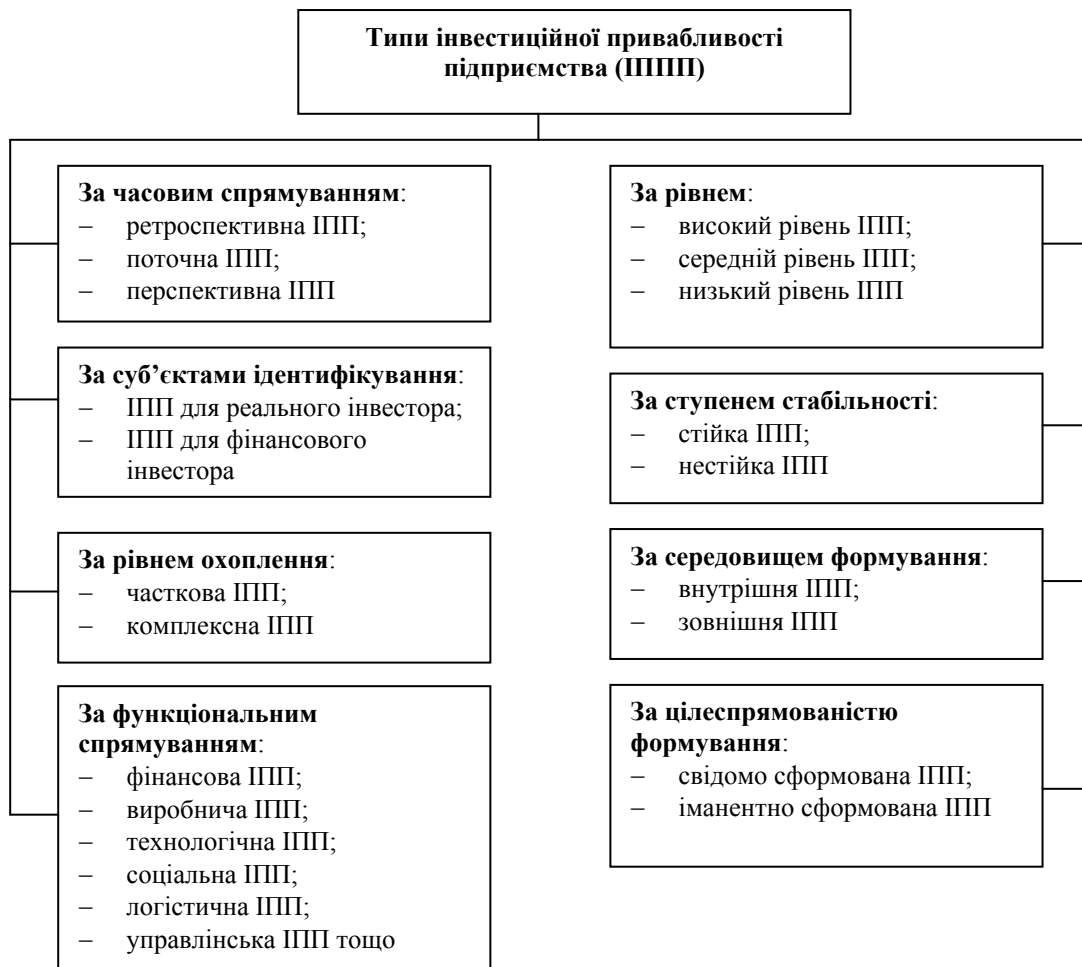 Типи інвестиційної привабливості
підприємства (ІППП)
За часовим спрямуванням:
– ретроспективна ІПП;
– поточна ІПП;
– перспективна ІПП
За суб’єктами ідентифікування:
– ІПП для реального інвестора;
– ІПП для фінансового
інвестора
За рівнем охоплення:
– часткова ІПП;
– комплексна ІПП
За функціональним
спрямуванням:
– фінансова ІПП;
– виробнича ІПП;
– технологічна ІПП;
– соціальна ІПП;
– логістична ІПП;
– управлінська ІПП тощо
За рівнем:
– високий рівень ІПП;
– середній рівень ІПП;
– низький рівень ІПП
За ступенем стабільності:
– стійка ІПП;
– нестійка ІПП
За середовищем формування:
– внутрішня ІПП;
– зовнішня ІПП
За цілеспрямованістю
формування:
– свідомо сформована ІПП;
– іманентно сформована ІПП